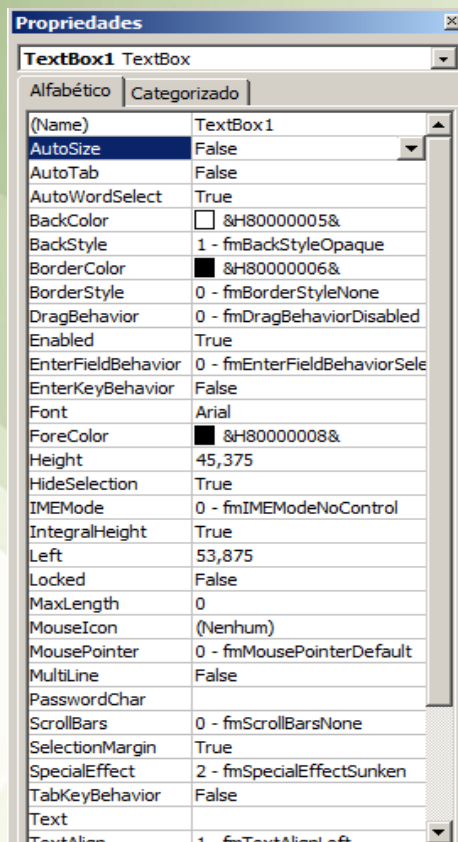 Propriedades
TextBox1 TextBox
Alfabético Categorizado
(Name) TextBox1
AutoSize False
AutoTab False
AutoWordSelect True
BackColor &H80000005&
BackStyle 1 - fmBackStyleOpaque
BorderColor &H80000006&
BorderStyle 0 - fmBorderStyleNone
DragBehavior 0 - fmDragBehaviorDisabled
Enabled True
EnterFieldBehavior 0 - fmEnterFieldBehaviorSele
EnterKeyBehavior False
Font Arial
ForeColor &H80000008&
Height 45,375
HideSelection True
IMEMode 0 - fmIMEModeNoControl
IntegralHeight True
Left 53,875
Locked False
MaxLength 0
MouseIcon (Nenhum)
MousePointer 0 - fmMousePointerDefault
MultiLine False
PasswordChar
ScrollBars 0 - fmScrollBarsNone
SelectionMargin True
SpecialEffect 2 - fmSpecialEffectSunken
TabKeyBehavior False
Text
TextAlign 1 - fmTextAlignLeft